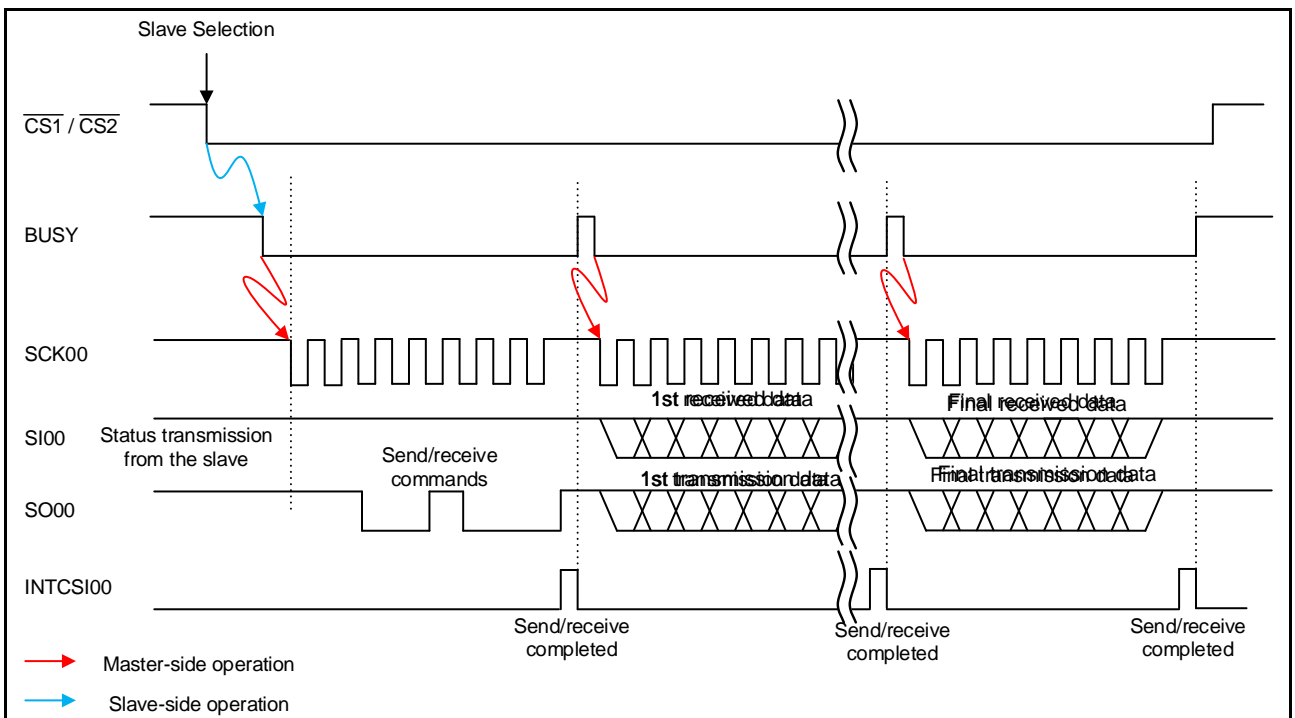 Slave Selection
CS1 / CS2
BUSY
SCK00
1st received data
Final received data
SI00
Status transmission
from the slave
Send/receive
commands
1st transmission data
Final transmission data
SO00
INTCSI00
Send/receive
completed
Send/receive
completed
Send/receive
completed
Master-side operation
Slave-side operation